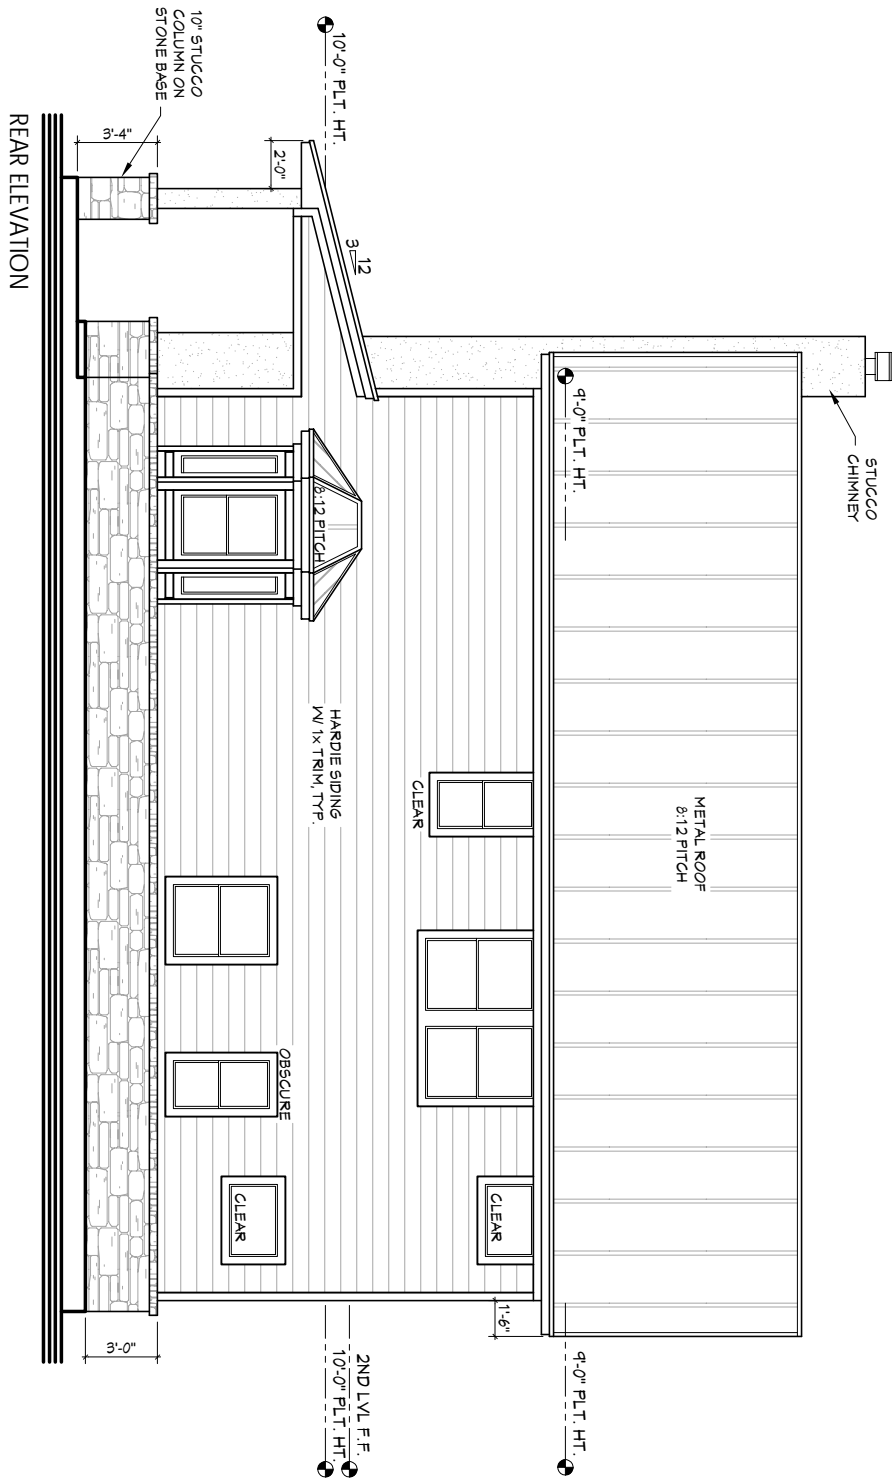 STUCCO
CHIMNEY
9'-0" PLT. HT.
9'-0" PLT. HT.
METAL ROOF
8:12 PITCH
1'-6"
CLEAR
CLEAR
3
12
2ND LVL F.F.
10'-0" PLT. HT.
10'-0" PLT. HT.
2'-0"
8:12 PITCH
HARDIE SIDING
W/ 1x TRIM, TYP.
OBSCURE
CLEAR
10" STUCCO
COLUMN ON
STONE BASE
3'-4"
3'-0"
REAR ELEVATION